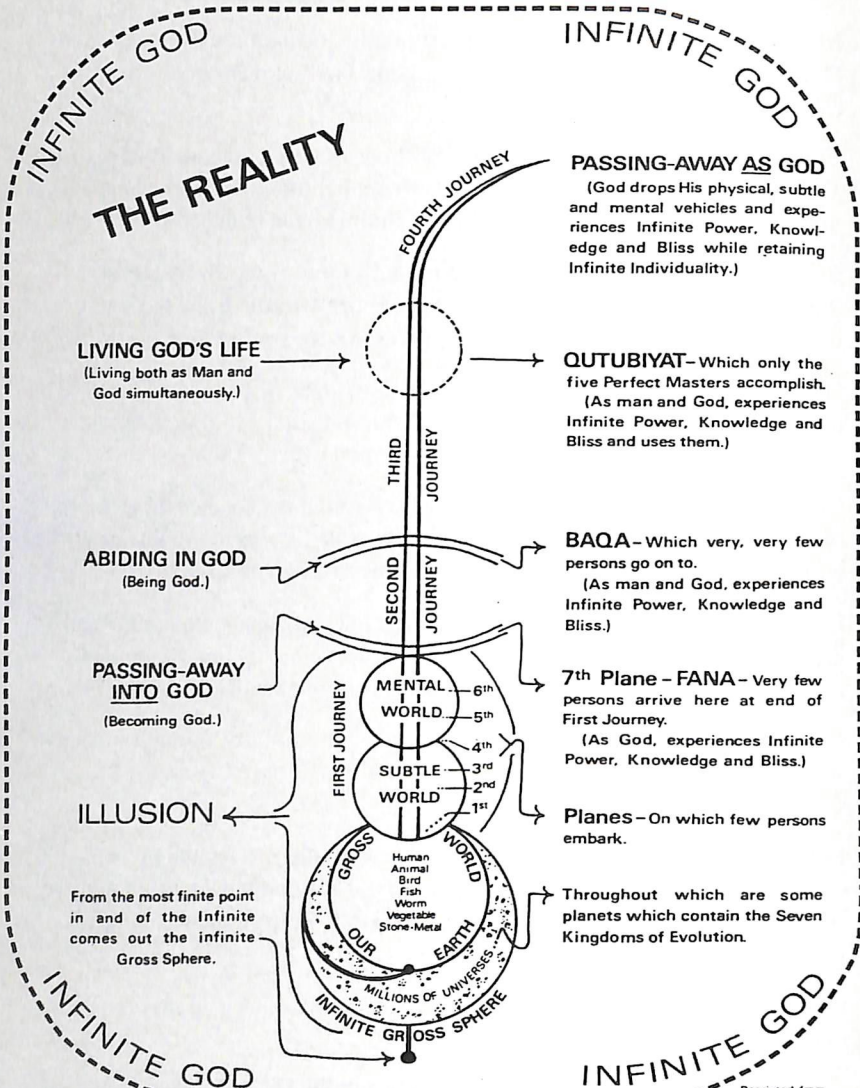 INFINITE GOD
INFINITE GOD
THE REALITY
FOURTH JOURNEY
PASSING-AWAY AS GOD
(God drops His physical, subtle
and mental vehicles and expe-
riences Infinite Power, Knowl-
edge and Bliss while retaining
Infinite Individuality.)
LIVING GOD'S LIFE
(Living both as Man and
God simultaneously.)
QUTUBIYAT–Which only the
five Perfect Masters accomplish.
(As man and God, experiences
Infinite Power, Knowledge and
Bliss and uses them.)
THIRD JOURNEY
ABIDING IN GOD
(Being God.)
SECOND JOURNEY
BAQA–Which very, very few
persons go on to.
(As man and God, experiences
Infinite Power, Knowledge and
Bliss.)
PASSING-AWAY
INTO GOD
(Becoming God.)
7th Plane – FANA – Very few
persons arrive here at end of
First Journey.
(As God, experiences Infinite
Power, Knowledge and Bliss.)
FIRST JOURNEY
MENTAL
WORLD
6th
5th
4th
SUBTLE
WORLD
3rd
2nd
1st
ILLUSION
Planes–On which few persons
embark.
GROSS WORLD
Human
Animal
Bird
Fish
Worm
Vegetable
Stone-Metal
OUR EARTH
MILLIONS OF UNIVERSES
INFINITE GROSS SPHERE
From the most finite point
in and of the Infinite
comes out the infinite
Gross Sphere.
Throughout which are some
planets which contain the Seven
Kingdoms of Evolution.
INFINITE GOD
INFINITE GOD